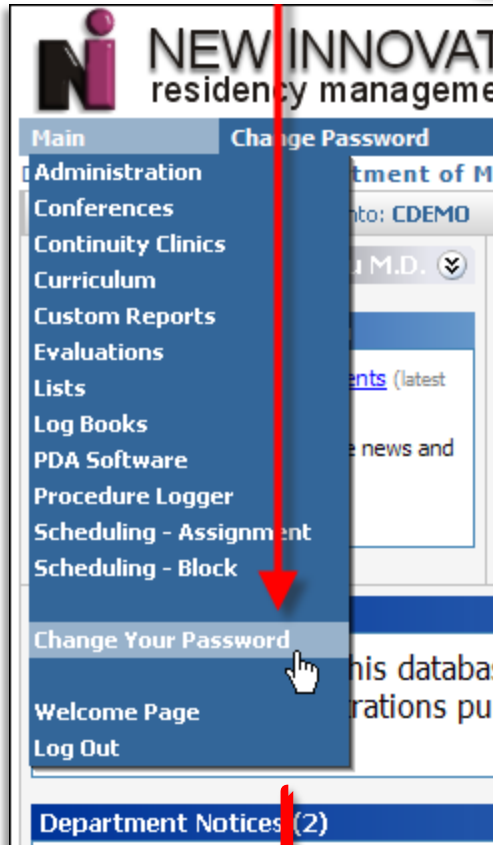 NEW INNOVAT
residency manageme
Main Change Password
Administration tment of M
Conferences nto: CDEMO
Continuity Clinics
u M.D.
Curriculum
Custom Reports
Evaluations
Lists ents (latest
Log Books
e news and
PDA Software
Procedure Logger
Scheduling - Assignment
Scheduling - Block
Change Your Password
his databas
Welcome Page trations pu
Log Out
Department Notices (2)